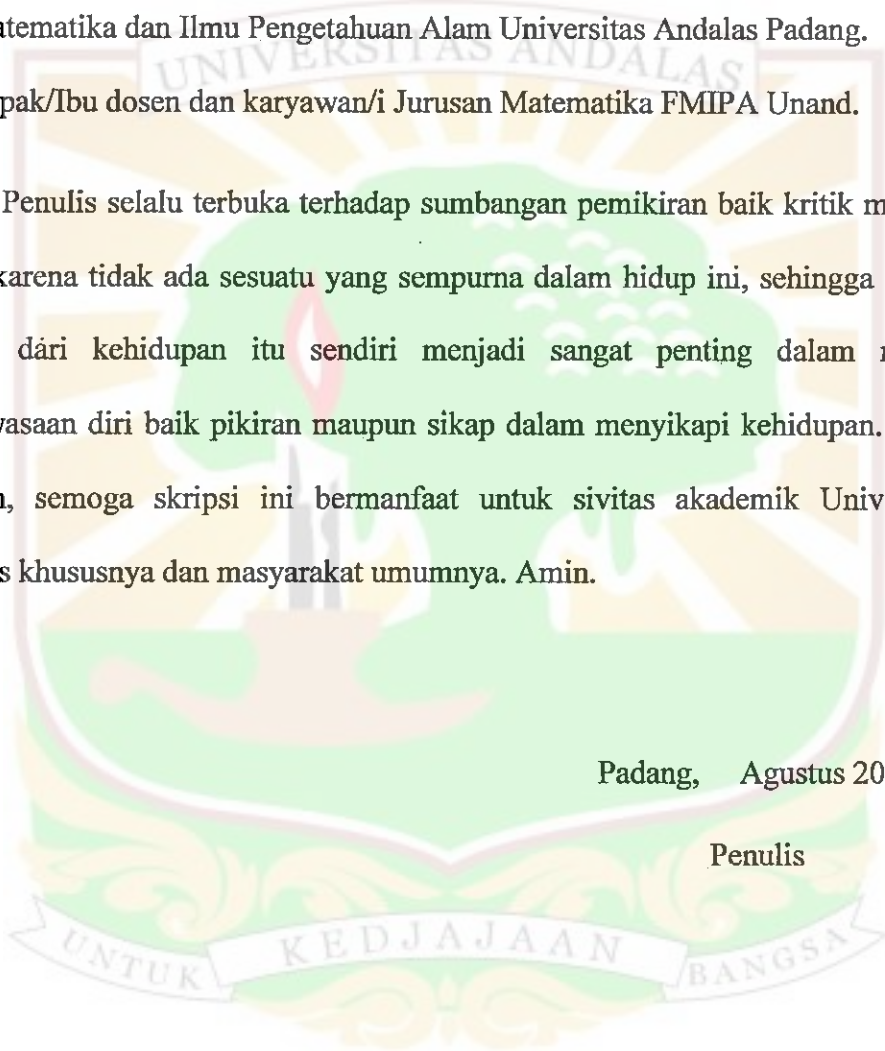 atematika dan Ilmu Pengetahuan Alam Universitas Andalas Padang.
UNIVERSITAS ANDALAS
pak/Ibu dosen dan karyawan/i Jurusan Matematika FMIPA Unand.
Penulis selalu terbuka terhadap sumbangan pemikiran baik kritik m
karena tidak ada sesuatu yang sempurna dalam hidup ini, sehingga
dari kehidupan itu sendiri menjadi sangat penting dalam
wasaan diri baik pikiran maupun sikap dalam menyikapi kehidupan.
, semoga skripsi ini bermanfaat untuk sivitas akademik Univ
s khususnya dan masyarakat umumnya. Amin.
Padang, Agustus 20
Penulis
UNTUK KEDJAJAAN BANGSA